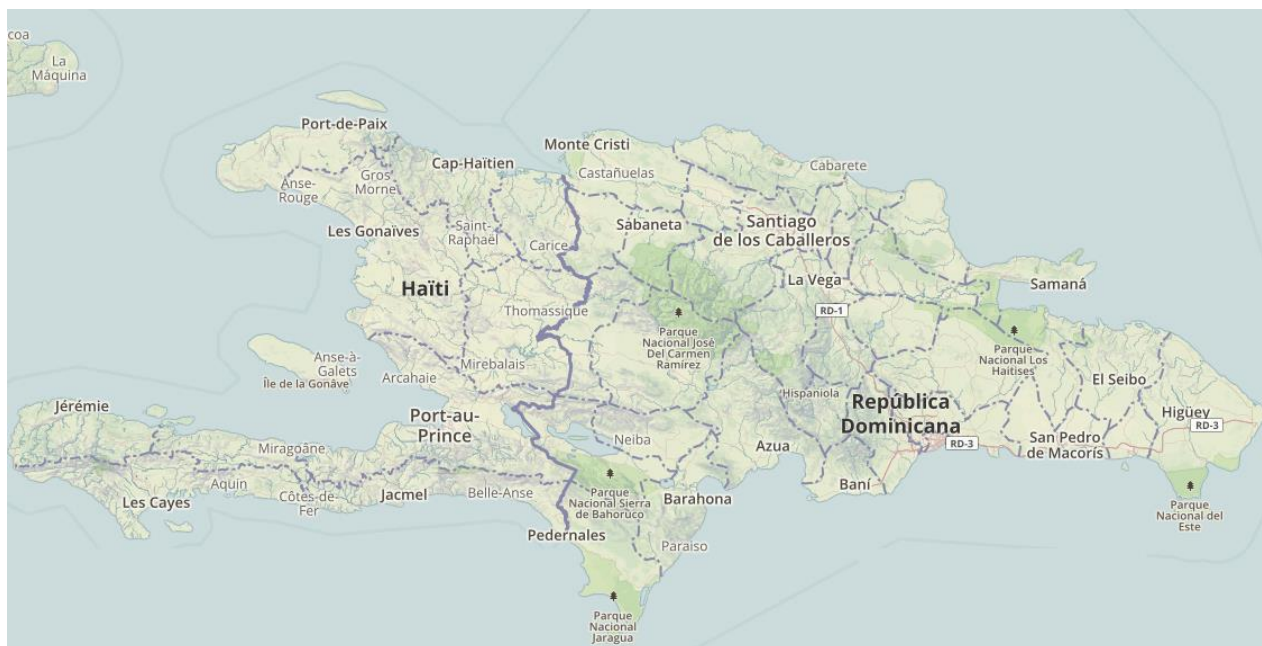 coa
La
Máquina
Port-de-Paix
Cap-Haïtien
Monte Cristi
Castañuelas
Cabarete
Anse-
Rouge
Gros
Morne
Les Gonaïves
Saint-
Raphaël
Carice
Sabaneta
Santiago
de los Caballeros
Haïti
Thomassique
La Vega
RD-1
Samaná
Parque
Nacional José
Del Carmen
Ramírez
Parque
Nacional Los
Haitises
Anse-à-
Galets
Île de la Gonâve
Mirebalais
Arcahaie
Hispaniola
El Seibo
Jérémie
Port-au-
Prince
República
Dominicana
Higüey
RD-3
Miragoâne
Neiba
Azua
RD-3
San Pedro
de Macorís
Les Cayes
Aquin
Côtes-de-
Fer
Jacmel
Belle-Anse
Parque
Nacional Sierra
de Bahoruco
Barahona
Baní
Parque
Nacional del
Este
Pedernales
Paraiso
Parque
Nacional
Jaragua